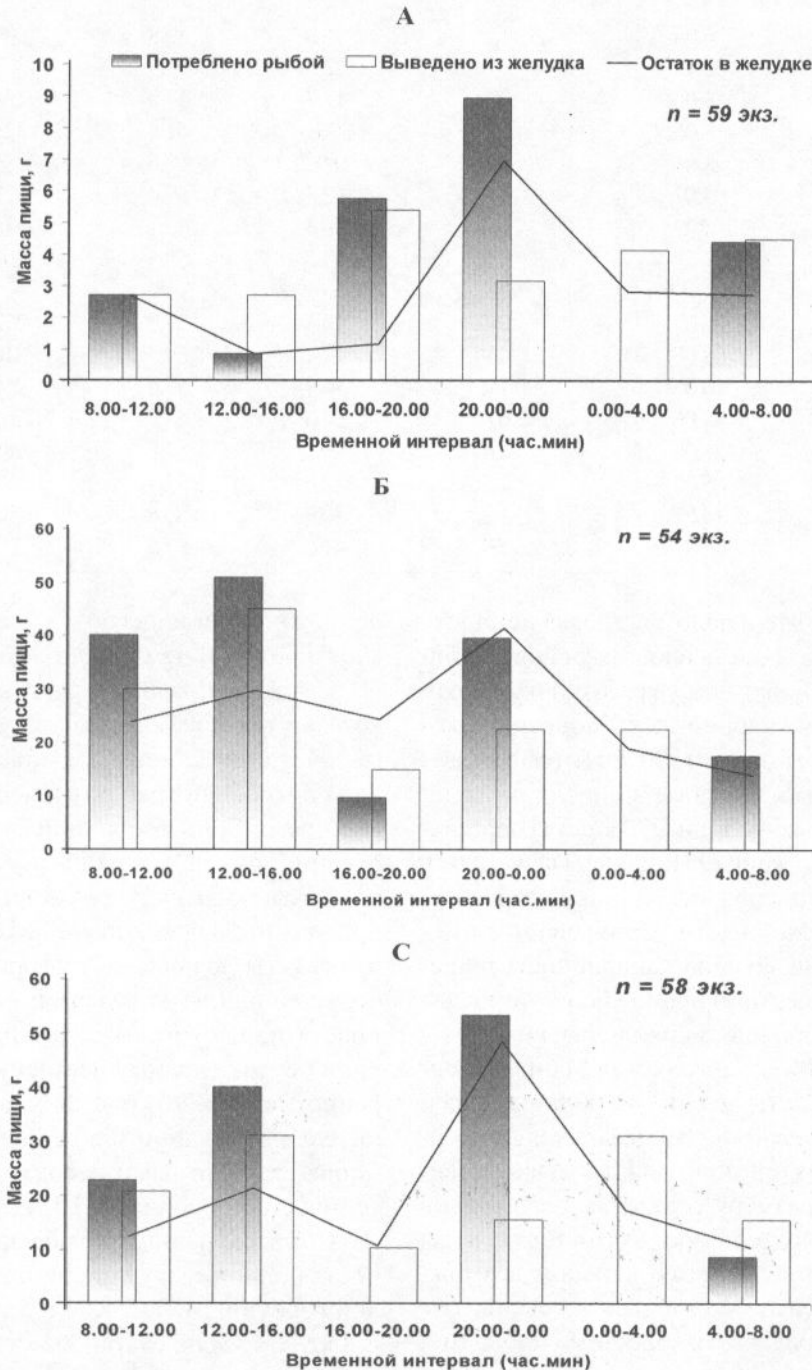 А
Потреблено рыбой Выведено из желудка Остаток в желудке
n = 59 экз.
Масса пищи, г
10
9
8
7
6
5
4
3
2
1
0
8.00-12.00 12.00-16.00 16.00-20.00 20.000-0.00 0.00-4.00 4.00-8.00
Временной интервал (час.мин)
Б
n = 54 экз.
Масса пищи, г
60
50
40
30
20
10
0
8.00-12.00 12.00-16.00 16.00-20.00 20.000-0.00 0.00-4.00 4.00-8.00
Временной интервал (час.мин)
С
n = 58 экз.
Масса пищи, г
60
50
40
30
20
10
0
8.00-12.00 12.00-16.00 16.00-20.00 20.000-0.00 0.00-4.00 4.00-8.00
Временной интервал (час.мин)